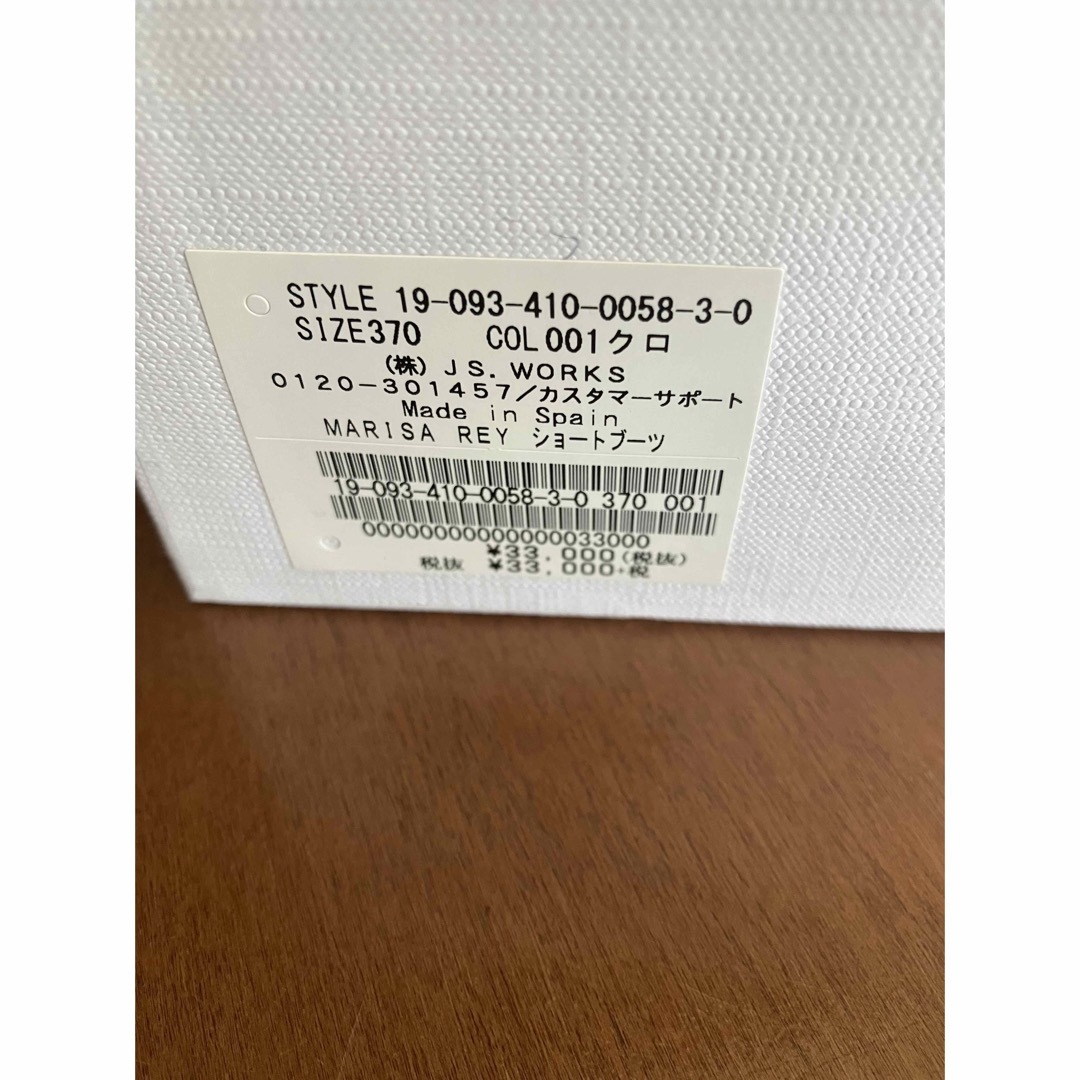 STYLE 19-093-410-0058-3-0
SIZE370 COL001クロ
(株)JS.WORKS
0120-301457/カスタマーサポート
Made in Spain
MARISA REY ショートブーツ
19-093-410-0058-3-0 370 001
00000000000000033000
¥33,000(税抜)
税抜 ¥33,000+税